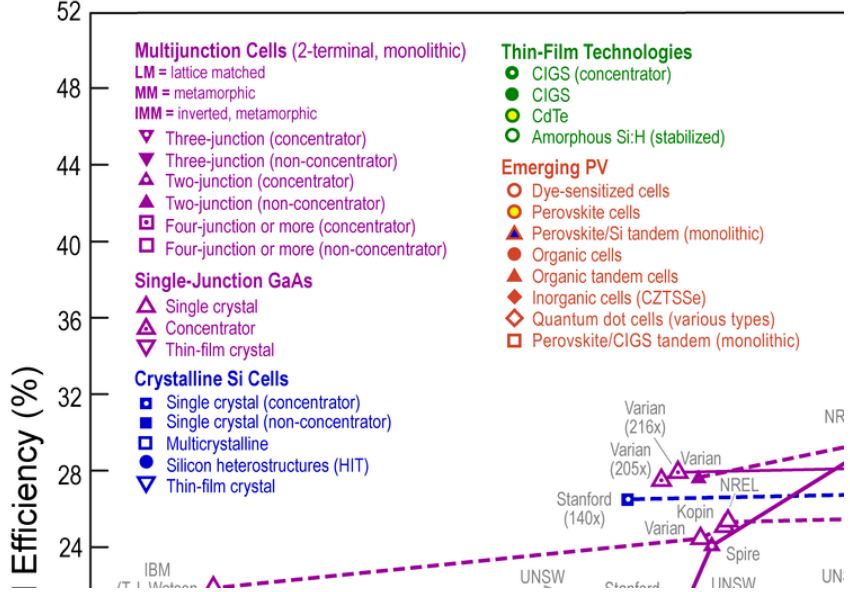 52
48
44
40
36
32
28
24
Efficiency (%)
Multijunction Cells (2-terminal, monolithic)
LM = lattice matched
MM = metamorphic
IMM = inverted, metamorphic
Three-junction (concentrator)
Three-junction (non-concentrator)
Two-junction (concentrator)
Two-junction (non-concentrator)
Four-junction or more (concentrator)
Four-junction or more (non-concentrator)
Single-Junction GaAs
Single crystal
Concentrator
Thin-film crystal
Crystalline Si Cells
Single crystal (concentrator)
Single crystal (non-concentrator)
Multicrystalline
Silicon heterostructures (HIT)
Thin-film crystal
Thin-Film Technologies
CIGS (concentrator)
CIGS
CdTe
Amorphous Si:H (stabilized)
Emerging PV
Dye-sensitized cells
Perovskite cells
Perovskite/Si tandem (monolithic)
Organic cells
Organic tandem cells
Inorganic cells (CZTSSe)
Quantum dot cells (various types)
Perovskite/CIGS tandem (monolithic)
Varian
(216x)
NR
Varian
(205x)
Varian
NREL
Stanford
(140x)
Kopin
Varian
Spire
IBM
(T.J. Watson
UNSW
Stanford
UNSW
UNS